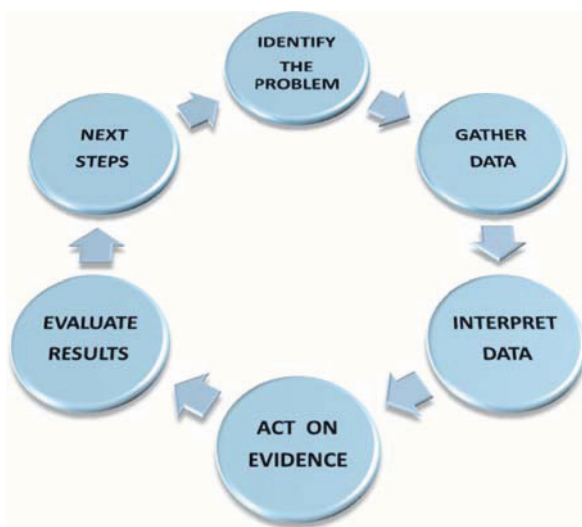 IDENTIFY
THE
PROBLEM
GATHER
DATA
INTERPRET
DATA
ACT ON
EVIDENCE
EVALUATE
RESULTS
NEXT
STEPS